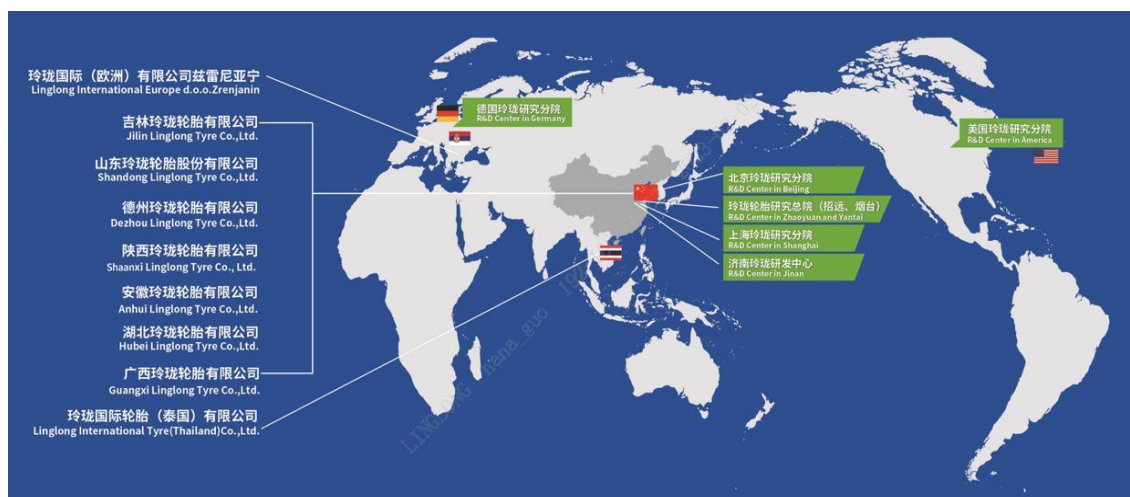 玲珑国际（欧洲）有限公司兹雷尼亚宁
Linglong International Europe d.o.o.Zrenjanin
吉林玲珑轮胎有限公司
Jilin Linglong Tyre Co.,Ltd.
山东玲珑轮胎股份有限公司
Shandong Linglong Tyre Co.,Ltd.
德州玲珑轮胎有限公司
Dezhou Linglong Tyre Co.,Ltd.
陕西玲珑轮胎有限公司
Shaanxi Linglong Tyre Co., Ltd.
安徽玲珑轮胎有限公司
Anhui Linglong Tyre Co.,Ltd.
湖北玲珑轮胎有限公司
Hubei Linglong Tyre Co.,Ltd.
广西玲珑轮胎有限公司
Guangxi Linglong Tyre Co.,Ltd.
玲珑国际轮胎（泰国）有限公司
Linglong International Tyre(Thailand)Co.,Ltd.
德国玲珑研究分院
R&D Center in Germany
美国玲珑研究分院
R&D Center in America
北京玲珑研究分院
R&D Center in Beijing
玲珑轮胎研究总院（招远、烟台）
R&D Center in Zhaoyuan and Yantai
上海玲珑研究分院
R&D Center in Shanghai
济南玲珑研发中心
R&D Center in Jinan
LINGLONG
nana_guo